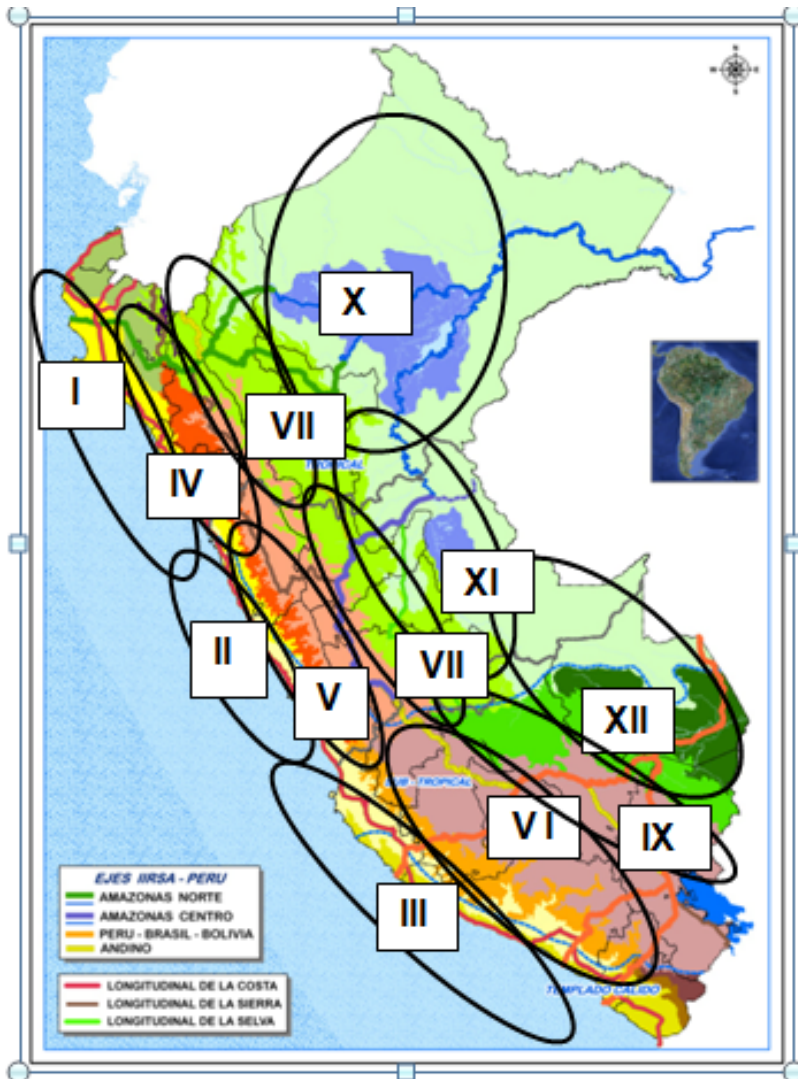 N
W
E
S
X
I
VII
TROPICAL
IV
XI
II
VII
V
XII
SUB - TROPICAL
VI
IX
III
TEMPLADO CALIDO
EJES IIRSA - PERU
AMAZONAS NORTE
AMAZONAS CENTRO
PERU - BRASIL - BOLIVIA
ANDINO
LONGITUDINAL DE LA COSTA
LONGITUDINAL DE LA SIERRA
LONGITUDINAL DE LA SELVA